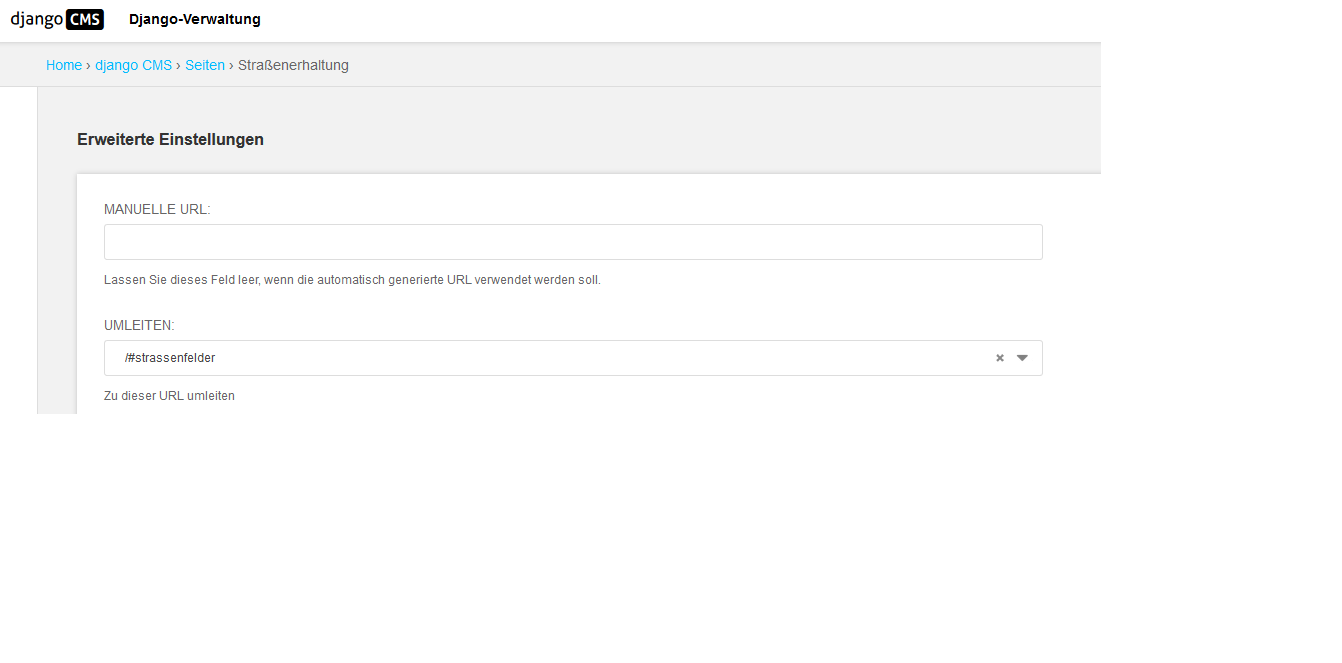 django CMS Django-Verwaltung
Home › django CMS › Seiten › Straßenerhaltung
Erweiterte Einstellungen
MANUELLE URL:
Lassen Sie dieses Feld leer, wenn die automatisch generierte URL verwendet werden soll.
UMLEITEN:
/#strassenfelder
Zu dieser URL umleiten